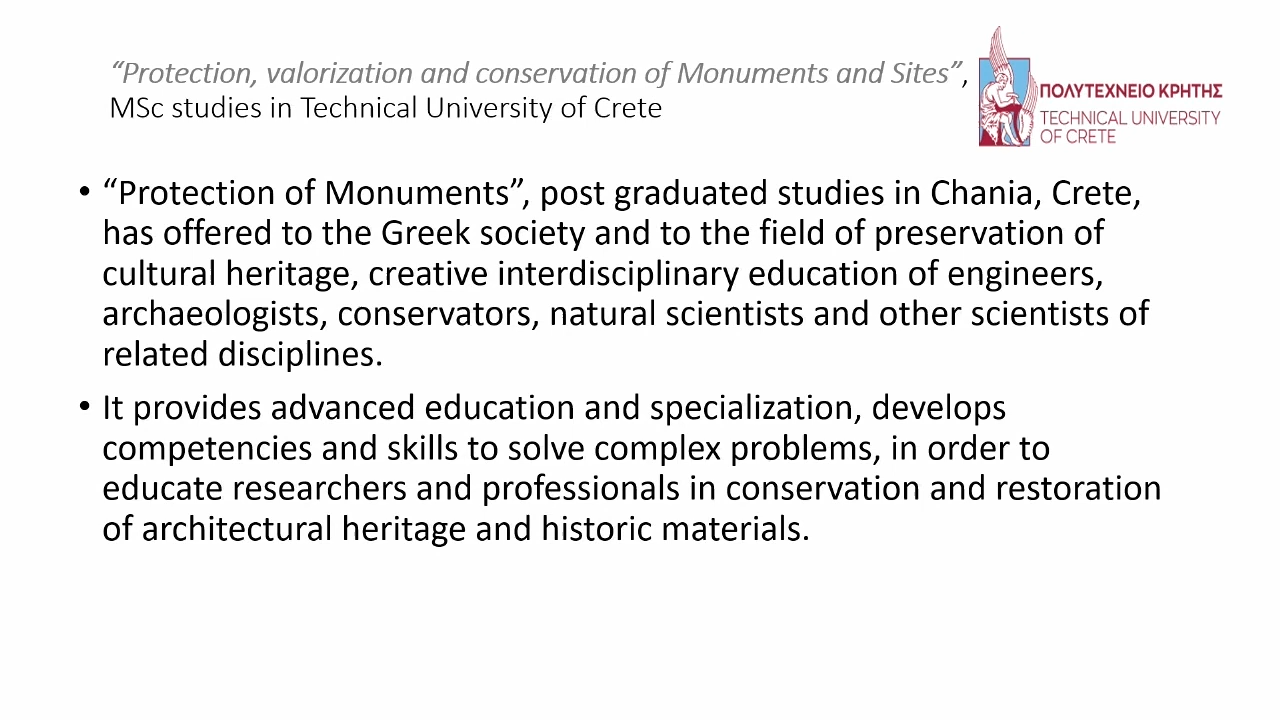 “Protection, valorization and conservation of Monuments and Sites”,
MSc studies in Technical University of Crete
ΠΟΛΥΤΕΧΝΕΙΟ ΚΡΗΤΗΣ
TECHNICAL UNIVERSITY
OF CRETE
• “Protection of Monuments”, post graduated studies in Chania, Crete,
has offered to the Greek society and to the field of preservation of
cultural heritage, creative interdisciplinary education of engineers,
archaeologists, conservators, natural scientists and other scientists of
related disciplines.
• It provides advanced education and specialization, develops
competencies and skills to solve complex problems, in order to
educate researchers and professionals in conservation and restoration
of architectural heritage and historic materials.